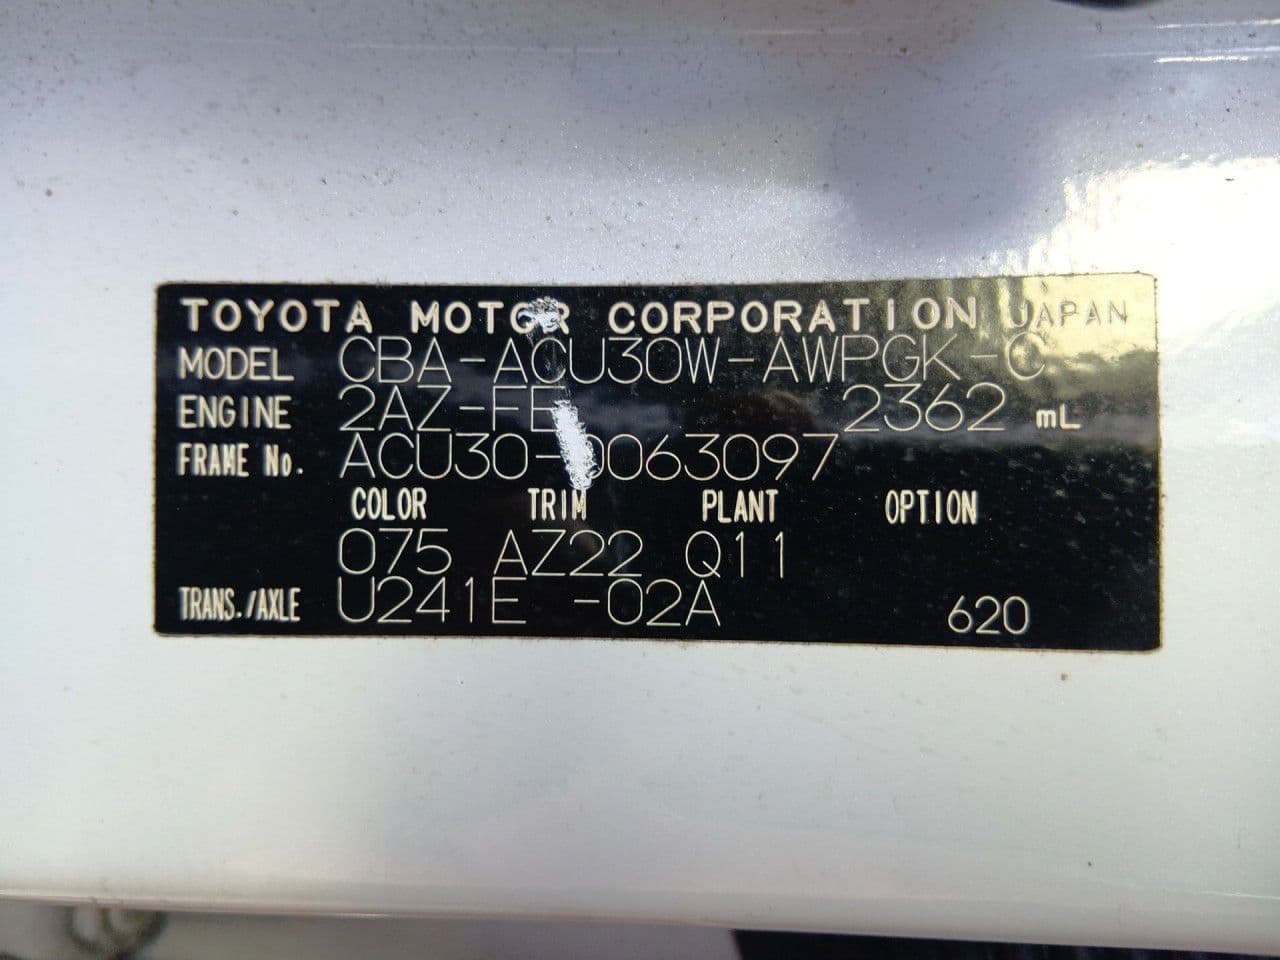 TOYOTA MOTOR CORPORATION JAPAN
MODEL CBA-ACU30W-AWPGK-C
ENGINE 2AZ-FE 2362 mL
FRAME No. ACU30-0063097
COLOR TRIM PLANT OPTION
075 AZ22 Q11
TRANS./AXLE U241E -02A 620